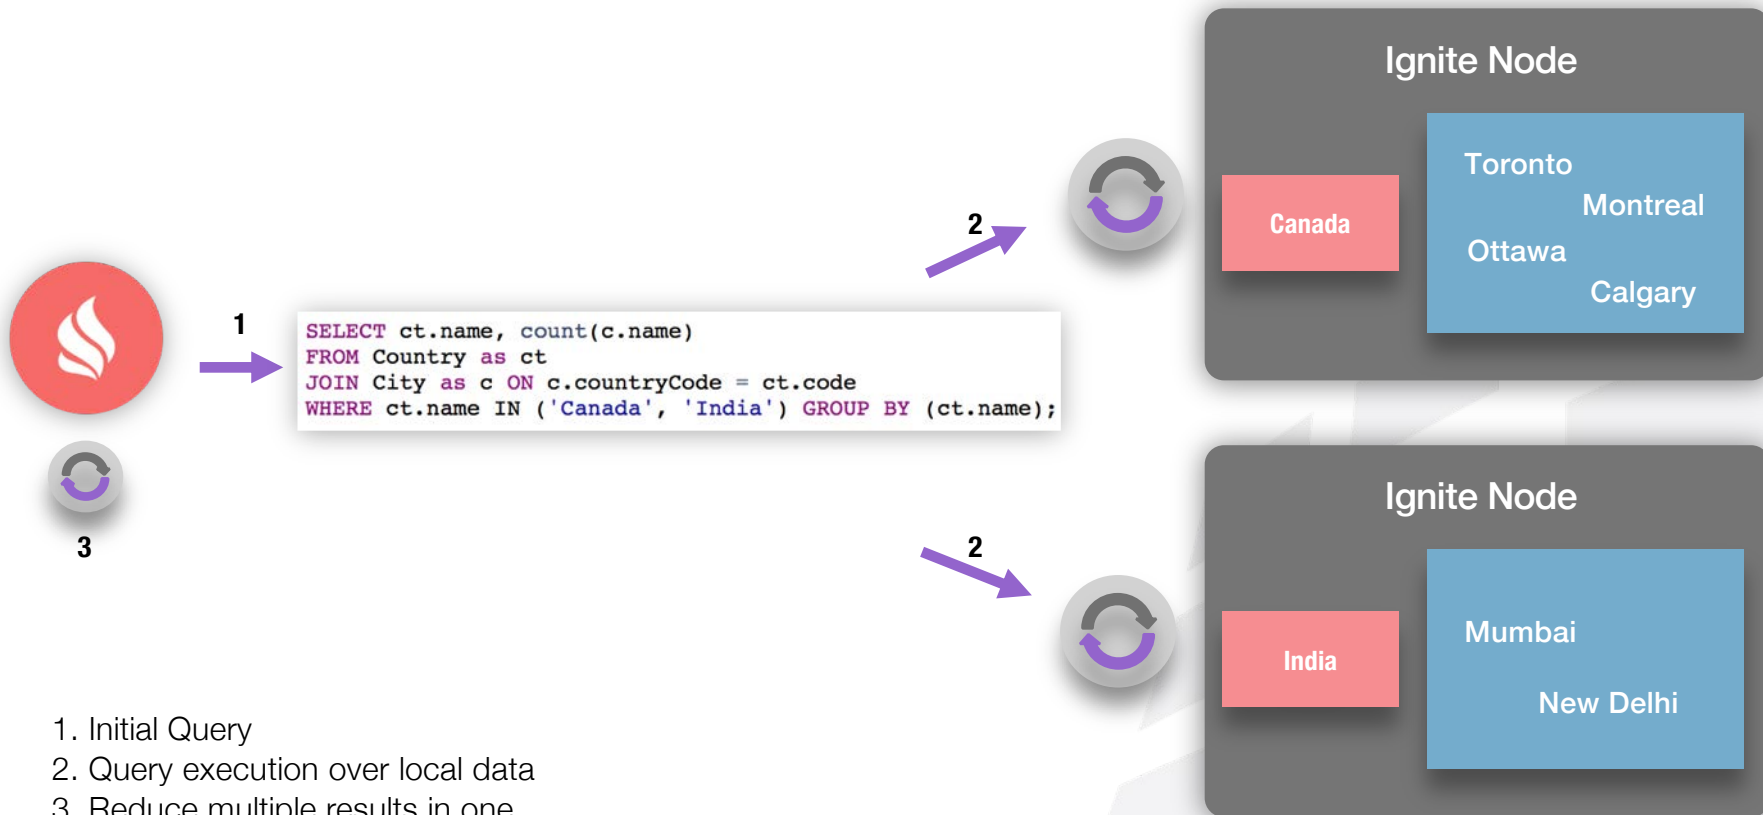 Ignite Node
Toronto
Montreal
Canada
Ottawa
Calgary
2
1
SELECT ct.name, count(c.name)
FROM Country as ct
JOIN City as c ON c.countryCode = ct.code
WHERE ct.name IN ('Canada', 'India') GROUP BY (ct.name);
3
2
Ignite Node
Mumbai
India
New Delhi
1. Initial Query
2. Query execution over local data
3. Reduce multiple results in one